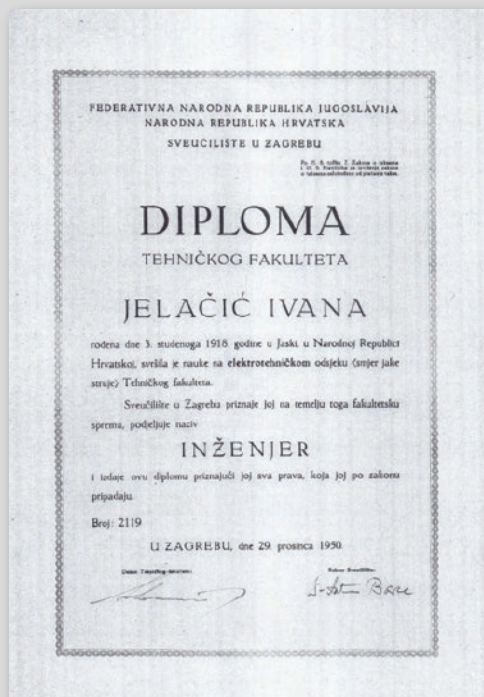 FEDERATIVNA NARODNA REPUBLIKA JUGOSLAVIJA
NARODNA REPUBLIKA HRVATSKA
SVEUČILIŠTE U ZAGREBU
DIPLOMA
TEHNIČKOG FAKULTETA
JELAČIĆ IVANA
rođena dne 3. studenoga 1918. godine u Jaski u Narodnoj Republici
Hrvatskoj, svršila je nauke na elektrotehničkom odsjeku (smjer jake
struje) Tehničkog fakulteta.
Sveučilište u Zagrebu priznaje joj na temelju toga fakultetsku
spremu, podjeljuje naziv
INŽENJER
i izdaje ovu diplomu priznajući joj sva prava, koja joj po zakonu
pripadaju.
Broj: 2119
U ZAGREBU, dne 29. prosinca 1950.